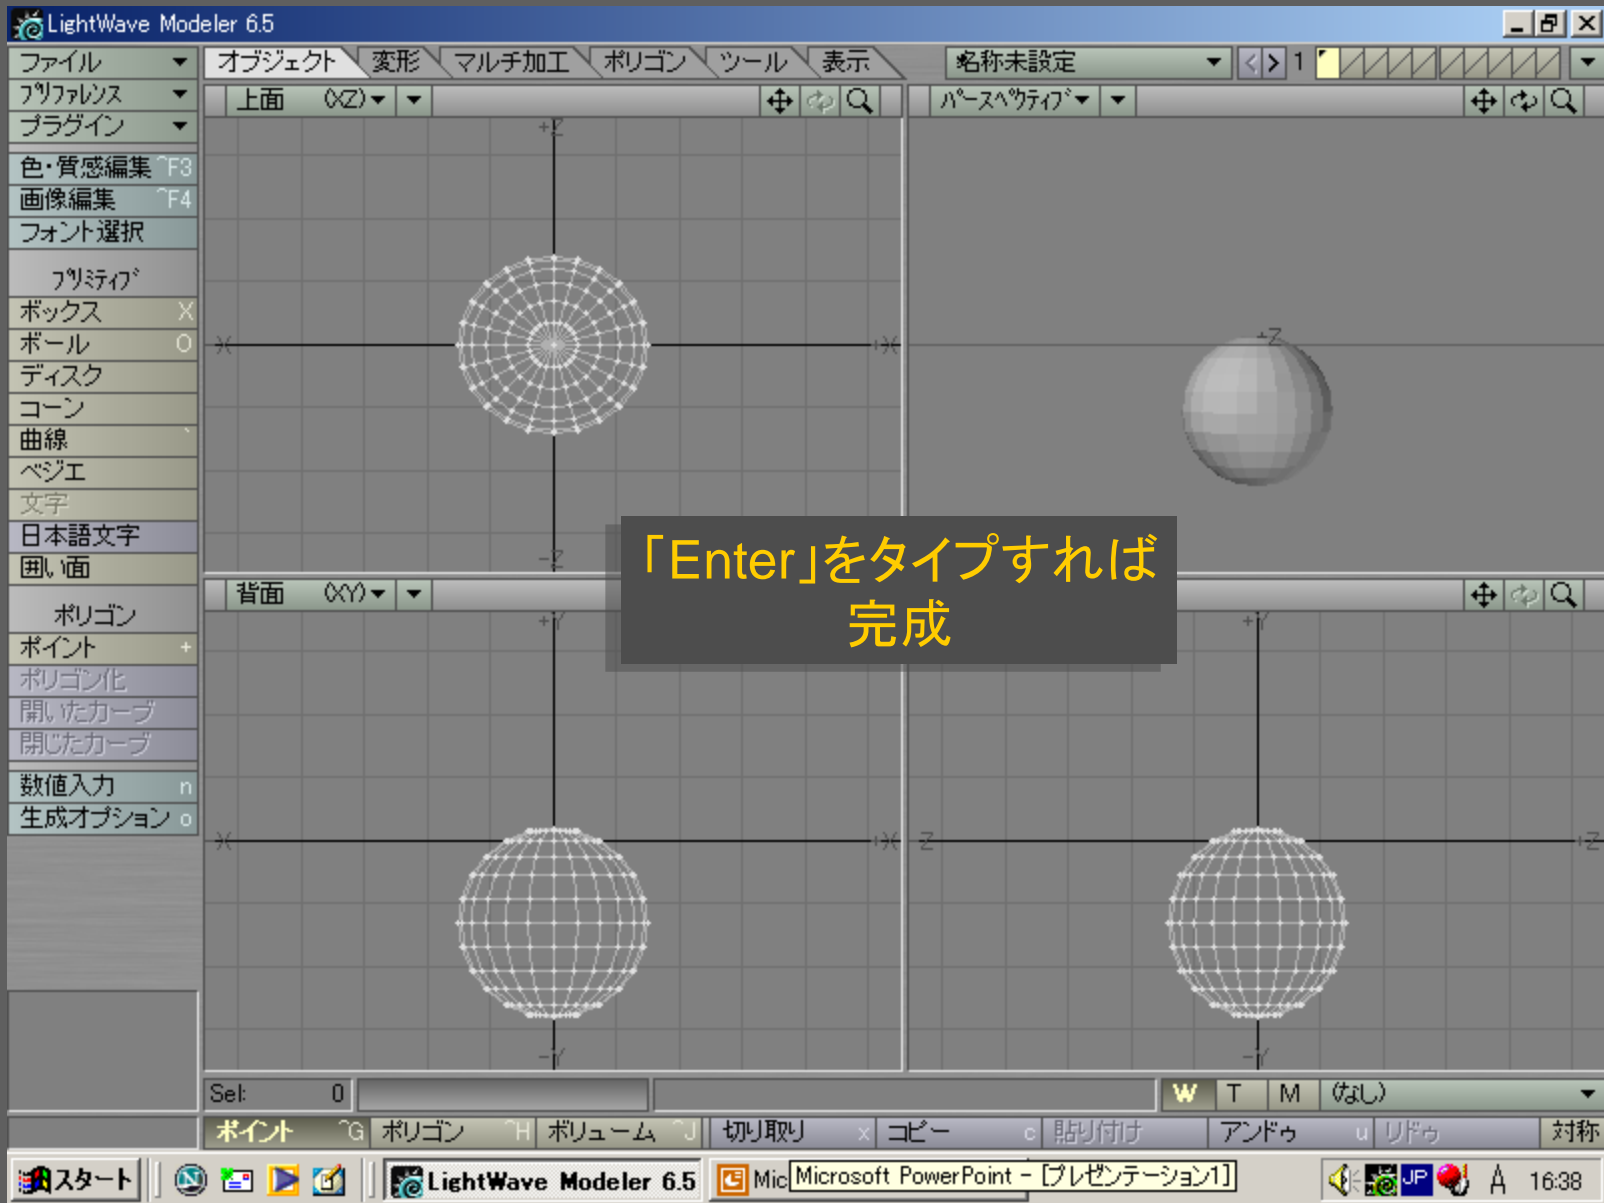 LightWave Modeler 6.5
ファイル
オブジェクト 変形 マルチ加工 ポリゴン ツール 表示 名称未設定 1
プリファレンス
上面 (XZ) パースペクティブ
プラグイン
色・質感編集 ^F3
画像編集 ^F4
フォント選択
プリミティブ
ボックス X
ボール O
ディスク
コーン
曲線 `
ベジエ
文字
日本語文字
囲い面
ポリゴン
ポイント +
ポリゴン化
開いたカーブ
閉じたカーブ
数値入力 n
生成オプション o
+Z
-X +X
-Z
+Z
「Enter」をタイプすれば
完成
背面 (XY)
+Y +Y
-X +X -Z +Z
-Y -Y
Sel: 0 W T M (なし)
ポイント ^G ポリゴン ^H ボリューム ^J 切り取り x コピー c 貼り付け アンドゥ u リドゥ 対称
スタート LightWave Modeler 6.5 Mic Microsoft PowerPoint - [プレゼンテーション1] JP A 16:38